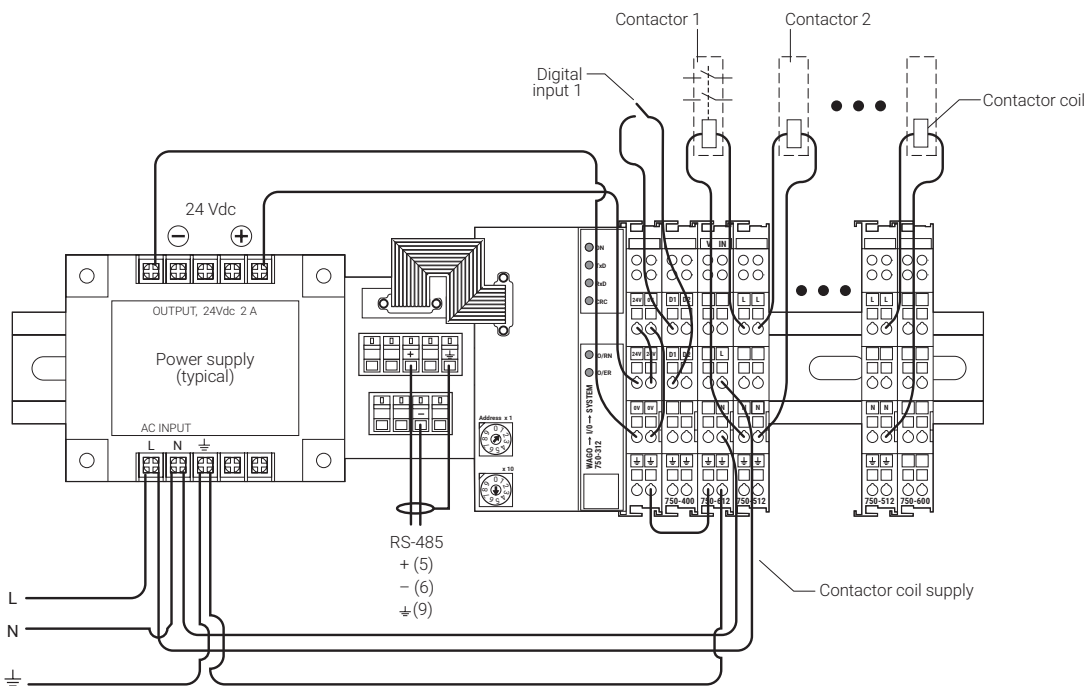 Contactor 1
Contactor 2
Digital
input 1
Contactor coil
24 Vdc
ON
TxD
RxD
CRC
V IN
24V 0V D1 D2 L L L L
OUTPUT, 24Vdc 2 A
Power supply
(typical)
I/O/RN
I/O/ER
24V 24V D1 D2 L
0V 0V N N N N N
AC INPUT
L N
Address x 1
x 10
WAGO → I/O → SYSTEM
750-312
750-400 750-612 750-512 750-512 750-600
RS-485
+ (5)
– (6)
⏚ (9)
Contactor coil supply
L
N